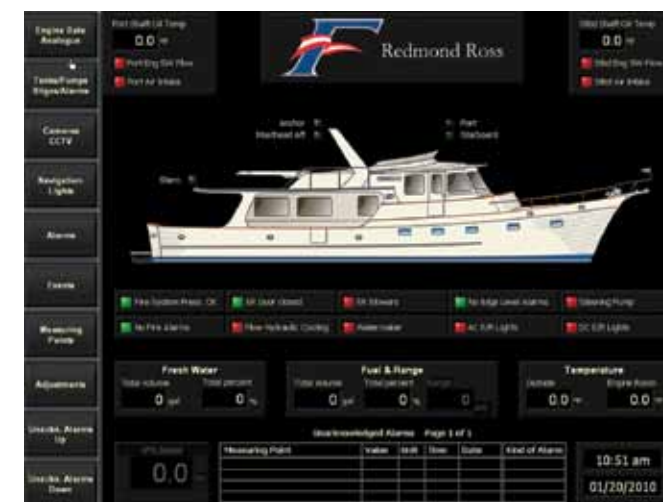 Engine Data
Analogue
Tanks/Pumps
Bilges/Alarms
Cameras
CCTV
Navigation
Lights
Alarms
Events
Measuring
Points
Adjustments
Unackn. Alarms
Up
Unackn. Alarms
Down
Port Shaft Oil Temp
0.0
Port Eng SW Flow
Port Air Intake
Redmond Ross
Stbd Shaft Oil Temp
0.0
Stbd Eng SW Flow
Stbd Air Intake
anchor
Masthead aft
Stern
Port
Starboard
Fire System Press. OK
ER Door Closed
ER Blowers
No Bilge Level Alarms
Steering Pump
No Fire Alarms
Flow Hydraulic Cooling
Watermaker
AC E/R Lights
DC E/R Lights
Fresh Water
Total volume
Total percent
0 gal
0 %
Fuel & Range
Total volume
Total percent
Range
0 gal
0 %
0
Temperature
Outside
Engine Room
0.0
0.0
Unacknowledged Alarms Page 1 of 1
Measuring Point Value Unit Time Date Kind of Alarm
0.0
10:51 am
01/20/2010